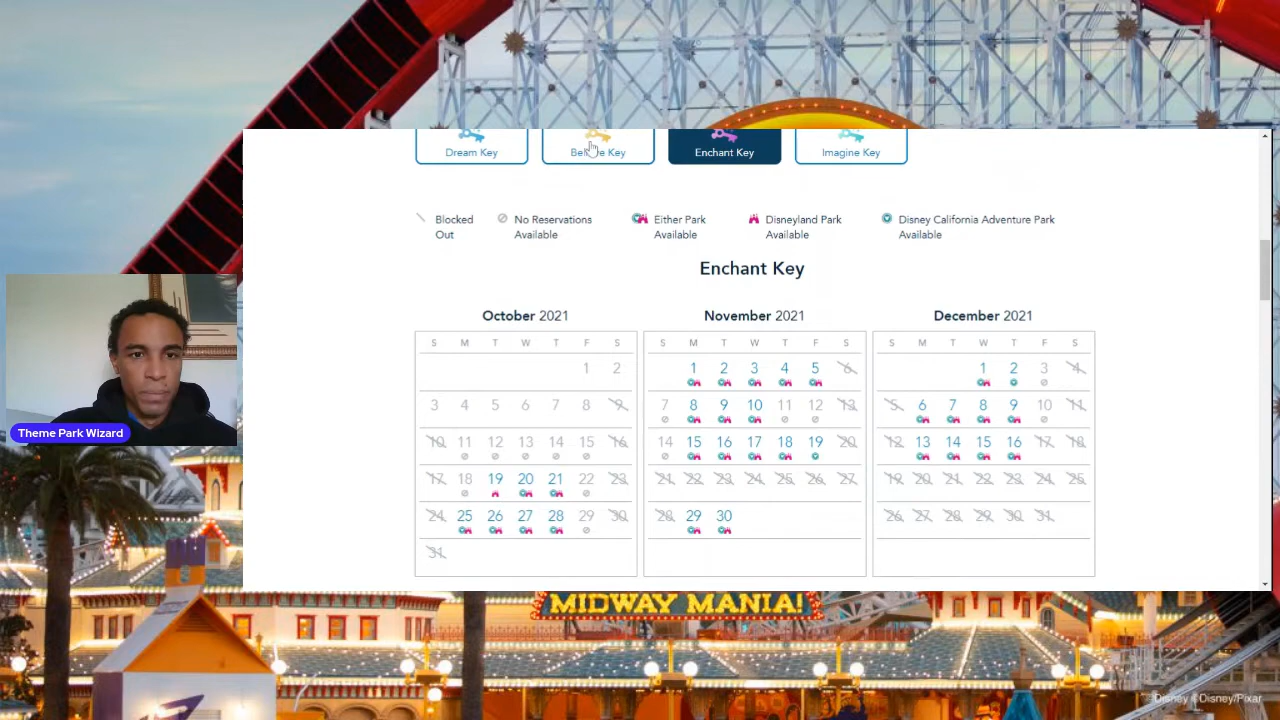 Dream Key
Believe Key
Enchant Key
Imagine Key
Blocked
Out
No Reservations
Available
Either Park
Available
Disneyland Park
Available
Disney California Adventure Park
Available
Enchant Key
October 2021
S M T W T F S
1 2
3 4 5 6 7 8 9
10 11 12 13 14 15 16
17 18 19 20 21 22 23
24 25 26 27 28 29 30
31
November 2021
S M T W T F S
1 2 3 4 5 6
7 8 9 10 11 12 13
14 15 16 17 18 19 20
21 22 23 24 25 26 27
28 29 30
December 2021
S M T W T F S
1 2 3 4
5 6 7 8 9 10 11
12 13 14 15 16 17 18
19 20 21 22 23 24 25
26 27 28 29 30 31
Theme Park Wizard
MIDWAY MANIA!
©Disney ©Disney/Pixar